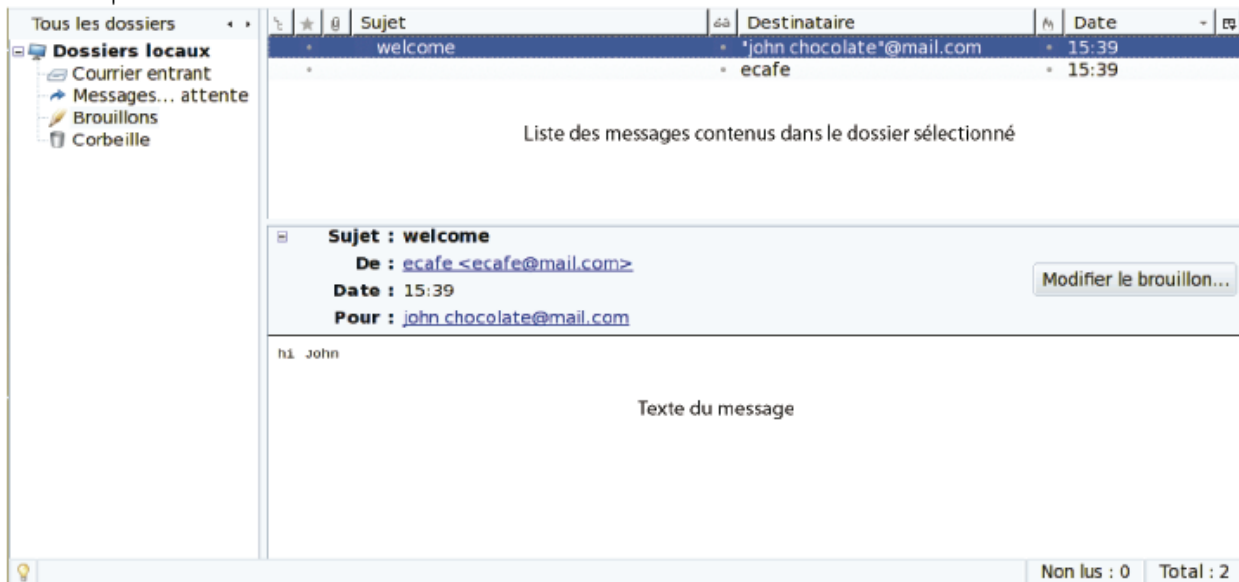 Tous les dossiers
Sujet Destinataire Date
Dossiers locaux
Courrier entrant
Messages... attente
Brouillons
Corbeille
welcome "john chocolate"@mail.com 15:39
ecafe 15:39
Liste des messages contenus dans le dossier sélectionné
Sujet : welcome
De : ecafe <ecafe@mail.com>
Date : 15:39
Pour : john chocolate@mail.com
Modifier le brouillon...
hi John
Texte du message
Non lus : 0 Total : 2